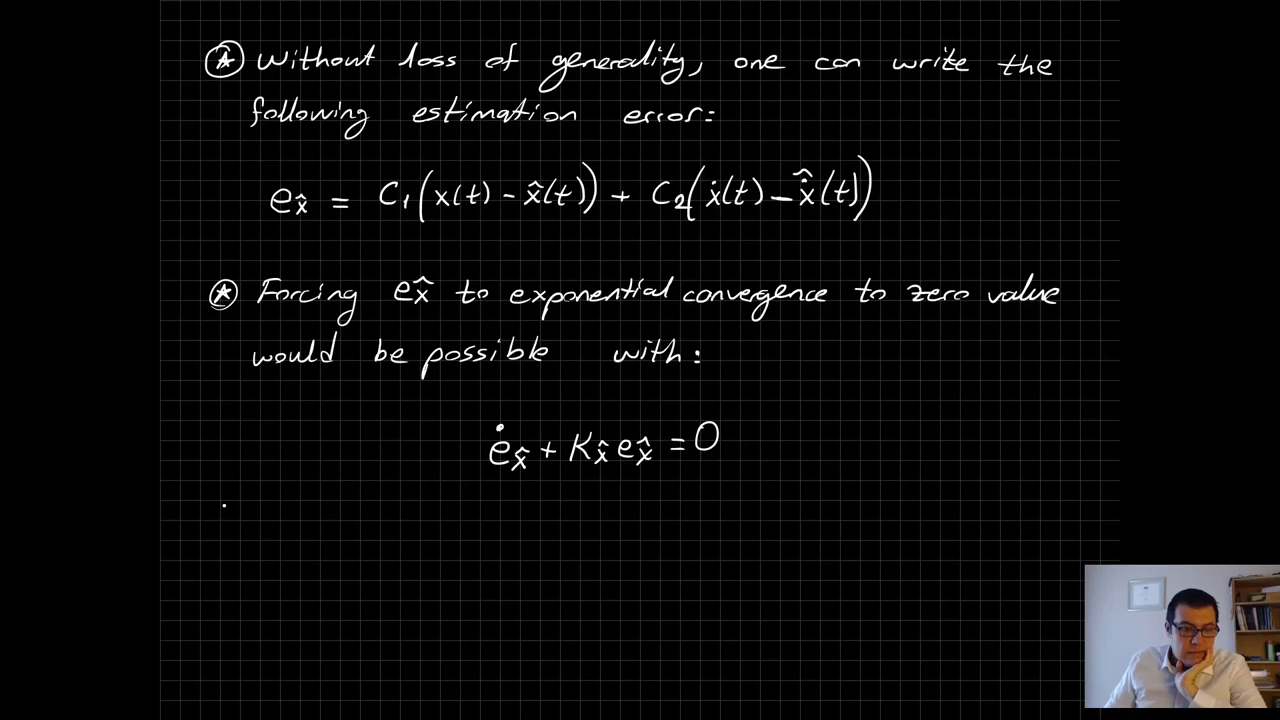 ⍟ Without loss of generality, one can write the
following estimation error:
e_x̂ = C₁(x(t) - x̂(t)) + C₂(ẋ(t) - ẋ̂(t))
⍟ Forcing e_x̂ to exponential convergence to zero value
would be possible with:
ė_x̂ + K_x̂ e_x̂ = 0